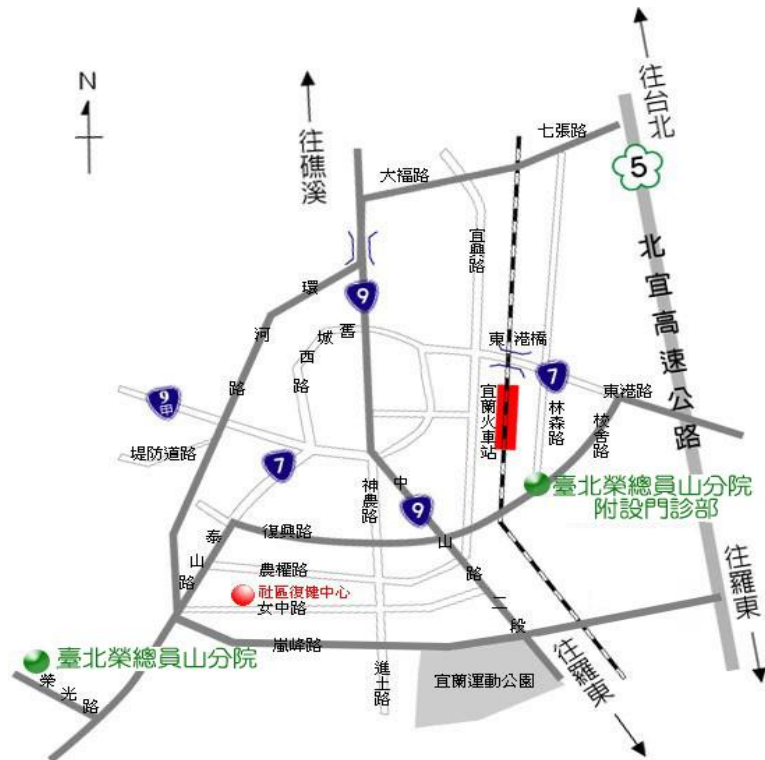 N
往台北
往礁溪
七張路
大福路
5
宜興路
北宜高速公路
環河路
9
舊城西路
東港橋
7
9甲
宜蘭火車站
林森路
東港路
校舍路
堤防道路
7
神農路
9
中山路二段
臺北榮總員山分院
附設門診部
泰山路
復興路
農權路
社區復健中心
女中路
往羅東
嵐峰路
臺北榮總員山分院
進士路
宜蘭運動公園
往羅東
榮光路